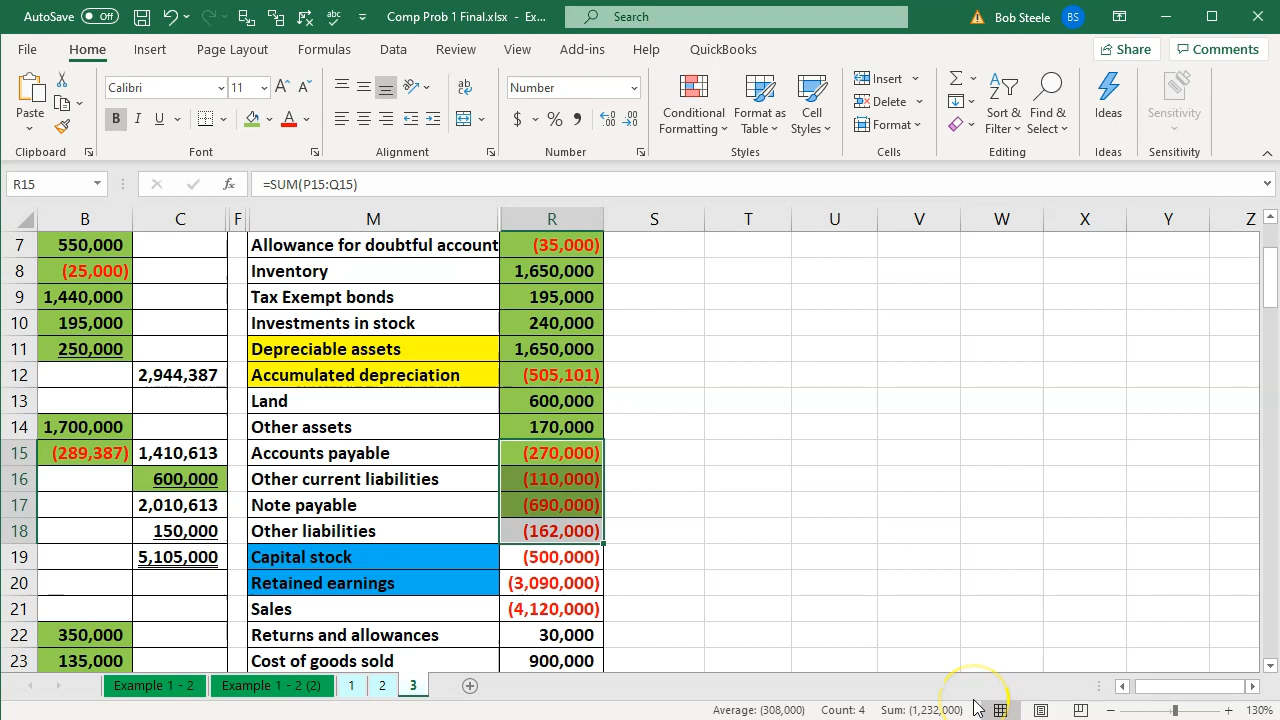 AutoSave Off abc Comp Prob 1 Final.xlsx - Ex... Search Bob Steele BS
File Home Insert Page Layout Formulas Data Review View Add-ins Help QuickBooks Share Comments
Calibri 11 A A ab Number Insert Conditional Format as Cell Sort & Find & Ideas Sensitivity
Paste B I U A $ % , Formatting Table Styles Delete Filter Select
Format
Clipboard Font Alignment Number Styles Cells Editing Ideas Sensitivity
R15 fx =SUM(P15:Q15)
B C F M R S T U V W X Y Z
7 550,000 Allowance for doubtful account (35,000)
8 (25,000) Inventory 1,650,000
9 1,440,000 Tax Exempt bonds 195,000
10 195,000 Investments in stock 240,000
11 250,000 Depreciable assets 1,650,000
12 2,944,387 Accumulated depreciation (505,101)
13 Land 600,000
14 1,700,000 Other assets 170,000
15 (289,387) 1,410,613 Accounts payable (270,000)
16 600,000 Other current liabilities (110,000)
17 2,010,613 Note payable (690,000)
18 150,000 Other liabilities (162,000)
19 5,105,000 Capital stock (500,000)
20 Retained earnings (3,090,000)
21 Sales (4,120,000)
22 350,000 Returns and allowances 30,000
23 135,000 Cost of goods sold 900,000
Example 1 - 2 Example 1 - 2 (2) 1 2 3
Average: (308,000) Count: 4 Sum: (1,232,000) 130%